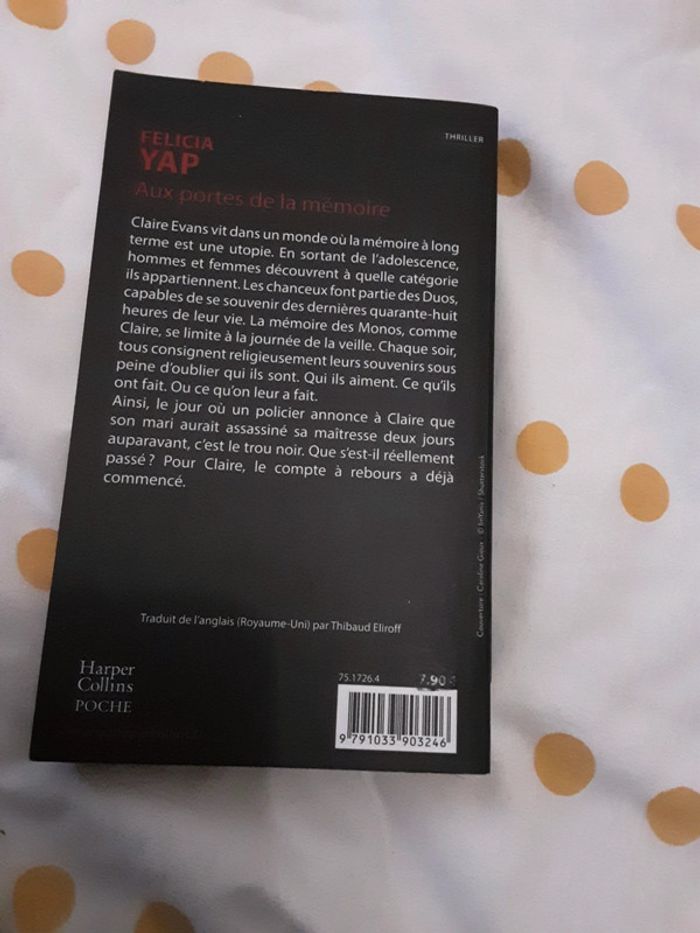 THRILLER
FELICIA
YAP
Aux portes de la mémoire
Claire Evans vit dans un monde où la mémoire à long
terme est une utopie. En sortant de l'adolescence,
hommes et femmes découvrent à quelle catégorie
ils appartiennent. Les chanceux font partie des Duos,
capables de se souvenir des dernières quarante-huit
heures de leur vie. La mémoire des Monos, comme
Claire, se limite à la journée de la veille. Chaque soir,
tous consignent religieusement leurs souvenirs sous
peine d'oublier qui ils sont. Qui ils aiment. Ce qu'ils
ont fait. Ou ce qu'on leur a fait.
Ainsi, le jour où un policier annonce à Claire que
son mari aurait assassiné sa maîtresse deux jours
auparavant, c'est le trou noir. Que s'est-il réellement
passé ? Pour Claire, le compte à rebours a déjà
commencé.
Couverture : Caroline Gioux © / Shutterstock
Traduit de l'anglais (Royaume-Uni) par Thibaud Eliroff
Harper
Collins
POCHE
75.1726.4
7.90 €
9 791033 903246